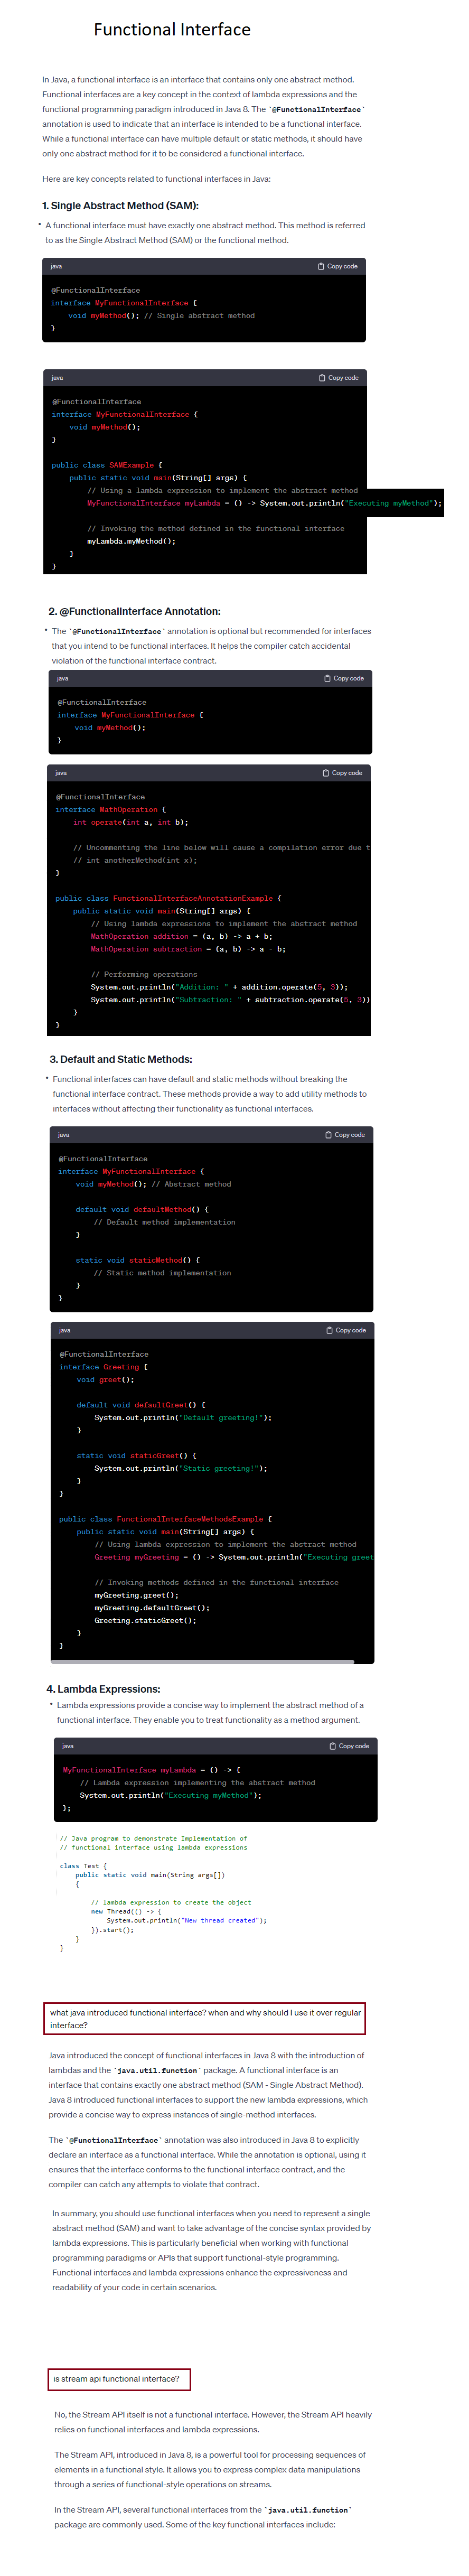 Functional Interface
In Java, a functional interface is an interface that contains only one abstract method.
Functional interfaces are a key concept in the context of lambda expressions and the
functional programming paradigm introduced in Java 8. The `@FunctionalInterface`
annotation is used to indicate that an interface is intended to be a functional interface.
While a functional interface can have multiple default or static methods, it should have
only one abstract method for it to be considered a functional interface.
Here are key concepts related to functional interfaces in Java:
1. Single Abstract Method (SAM):
• A functional interface must have exactly one abstract method. This method is referred
to as the Single Abstract Method (SAM) or the functional method.
java Copy code
@FunctionalInterface
interface MyFunctionalInterface {
void myMethod(); // Single abstract method
}
java Copy code
@FunctionalInterface
interface MyFunctionalInterface {
void myMethod();
}
public class SAMExample {
public static void main(String[] args) {
// Using a lambda expression to implement the abstract method
MyFunctionalInterface myLambda = () -> System.out.println("Executing myMethod");
// Invoking the method defined in the functional interface
myLambda.myMethod();
}
}
2. @FunctionalInterface Annotation:
• The `@FunctionalInterface` annotation is optional but recommended for interfaces
that you intend to be functional interfaces. It helps the compiler catch accidental
violation of the functional interface contract.
java Copy code
@FunctionalInterface
interface MyFunctionalInterface {
void myMethod();
}
java Copy code
@FunctionalInterface
interface MathOperation {
int operate(int a, int b);
// Uncommenting the line below will cause a compilation error due t
// int anotherMethod(int x);
}
public class FunctionalInterfaceAnnotationExample {
public static void main(String[] args) {
// Using lambda expressions to implement the abstract method
MathOperation addition = (a, b) -> a + b;
MathOperation subtraction = (a, b) -> a - b;
// Performing operations
System.out.println("Addition: " + addition.operate(5, 3));
System.out.println("Subtraction: " + subtraction.operate(5, 3))
}
}
3. Default and Static Methods:
• Functional interfaces can have default and static methods without breaking the
functional interface contract. These methods provide a way to add utility methods to
interfaces without affecting their functionality as functional interfaces.
java Copy code
@FunctionalInterface
interface MyFunctionalInterface {
void myMethod(); // Abstract method
default void defaultMethod() {
// Default method implementation
}
static void staticMethod() {
// Static method implementation
}
}
java Copy code
@FunctionalInterface
interface Greeting {
void greet();
default void defaultGreet() {
System.out.println("Default greeting!");
}
static void staticGreet() {
System.out.println("Static greeting!");
}
}
public class FunctionalInterfaceMethodsExample {
public static void main(String[] args) {
// Using lambda expression to implement the abstract method
Greeting myGreeting = () -> System.out.println("Executing greet
// Invoking methods defined in the functional interface
myGreeting.greet();
myGreeting.defaultGreet();
Greeting.staticGreet();
}
}
4. Lambda Expressions:
• Lambda expressions provide a concise way to implement the abstract method of a
functional interface. They enable you to treat functionality as a method argument.
java Copy code
MyFunctionalInterface myLambda = () -> {
// Lambda expression implementing the abstract method
System.out.println("Executing myMethod");
};
// Java program to demonstrate Implementation of
// functional interface using lambda expressions
class Test {
public static void main(String args[])
{
// lambda expression to create the object
new Thread(() -> {
System.out.println("New thread created");
}).start();
}
}
what java introduced functional interface? when and why should I use it over regular
interface?
Java introduced the concept of functional interfaces in Java 8 with the introduction of
lambdas and the `java.util.function` package. A functional interface is an
interface that contains exactly one abstract method (SAM - Single Abstract Method).
Java 8 introduced functional interfaces to support the new lambda expressions, which
provide a concise way to express instances of single-method interfaces.
The `@FunctionalInterface` annotation was also introduced in Java 8 to explicitly
declare an interface as a functional interface. While the annotation is optional, using it
ensures that the interface conforms to the functional interface contract, and the
compiler can catch any attempts to violate that contract.
In summary, you should use functional interfaces when you need to represent a single
abstract method (SAM) and want to take advantage of the concise syntax provided by
lambda expressions. This is particularly beneficial when working with functional
programming paradigms or APIs that support functional-style programming.
Functional interfaces and lambda expressions enhance the expressiveness and
readability of your code in certain scenarios.
is stream api functional interface?
No, the Stream API itself is not a functional interface. However, the Stream API heavily
relies on functional interfaces and lambda expressions.
The Stream API, introduced in Java 8, is a powerful tool for processing sequences of
elements in a functional style. It allows you to express complex data manipulations
through a series of functional-style operations on streams.
In the Stream API, several functional interfaces from the `java.util.function`
package are commonly used. Some of the key functional interfaces include: